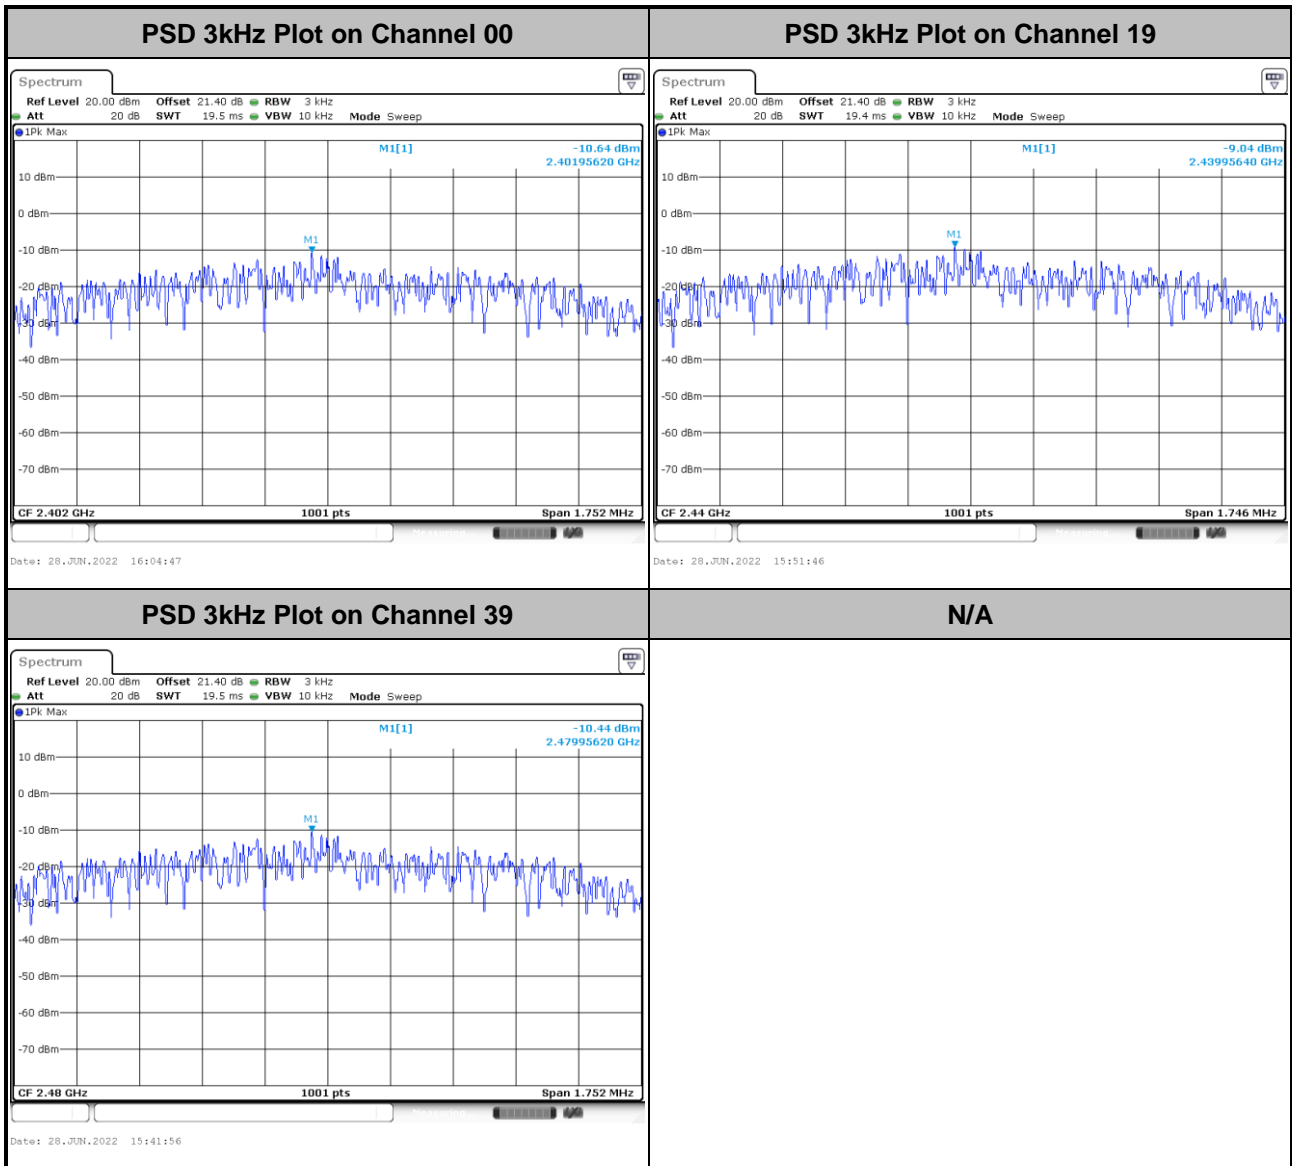 PSD 3kHz Plot on Channel 00
Spectrum
Ref Level 20.00 dBm Offset 21.40 dB RBW 3 kHz
Att 20 dB SWT 19.5 ms VBW 10 kHz Mode Sweep
1Pk Max
M1[1] -10.64 dBm
2.40195620 GHz
10 dBm
0 dBm
M1
-10 dBm
-20 dBm
-30 dBm
-40 dBm
-50 dBm
-60 dBm
-70 dBm
CF 2.402 GHz 1001 pts Span 1.752 MHz
Measuring
Date: 28.JUN.2022 16:04:47
PSD 3kHz Plot on Channel 19
Spectrum
Ref Level 20.00 dBm Offset 21.40 dB RBW 3 kHz
Att 20 dB SWT 19.4 ms VBW 10 kHz Mode Sweep
1Pk Max
M1[1] -9.04 dBm
2.43995640 GHz
10 dBm
0 dBm
M1
-10 dBm
-20 dBm
-30 dBm
-40 dBm
-50 dBm
-60 dBm
-70 dBm
CF 2.44 GHz 1001 pts Span 1.746 MHz
Measuring
Date: 28.JUN.2022 15:51:46
PSD 3kHz Plot on Channel 39
Spectrum
Ref Level 20.00 dBm Offset 21.40 dB RBW 3 kHz
Att 20 dB SWT 19.5 ms VBW 10 kHz Mode Sweep
1Pk Max
M1[1] -10.44 dBm
2.47995620 GHz
10 dBm
0 dBm
M1
-10 dBm
-20 dBm
-30 dBm
-40 dBm
-50 dBm
-60 dBm
-70 dBm
CF 2.48 GHz 1001 pts Span 1.752 MHz
Measuring
Date: 28.JUN.2022 15:41:56
N/A